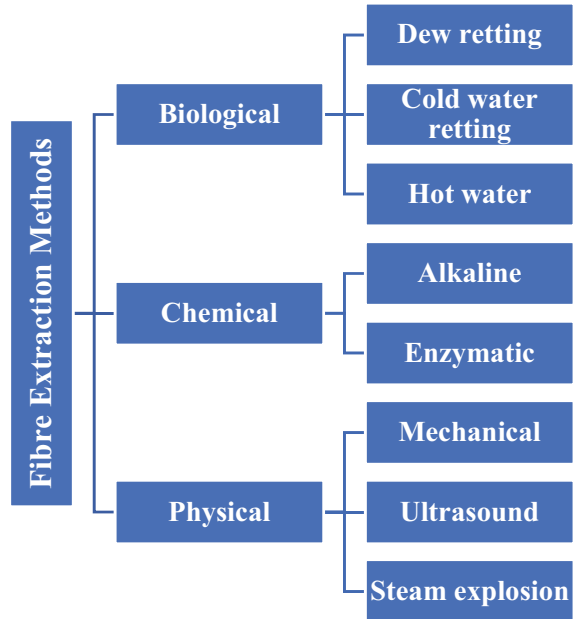 Fibre Extraction Methods
Biological
Dew retting
Cold water
retting
Hot water
Chemical
Alkaline
Enzymatic
Physical
Mechanical
Ultrasound
Steam explosion